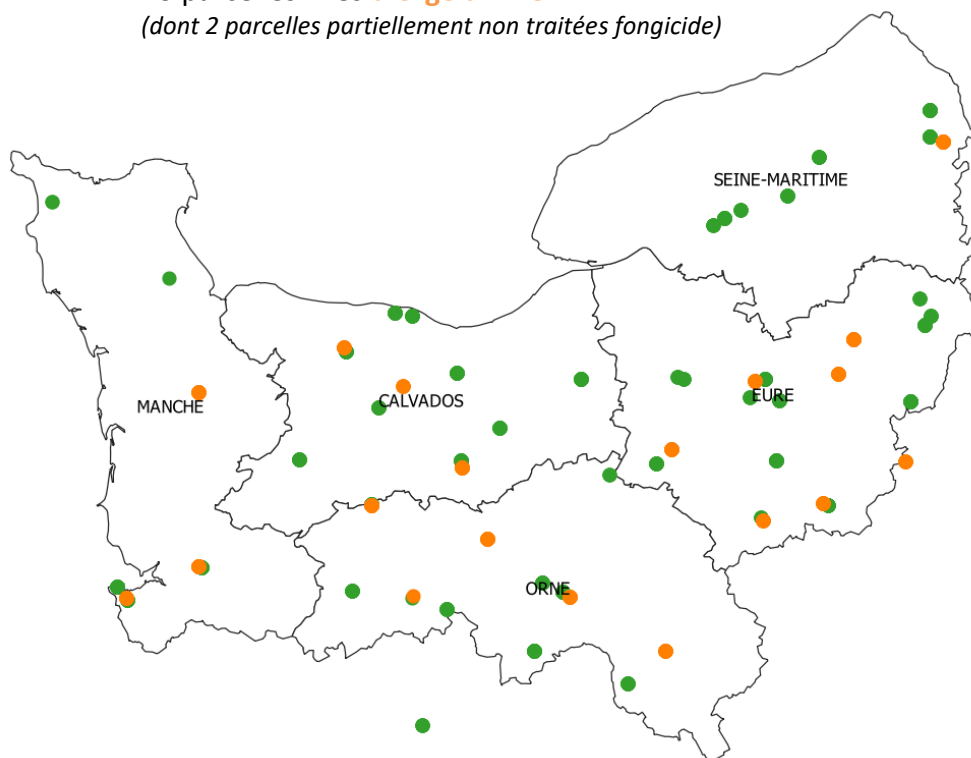 (dont 2 parcelles partiellement non traitées fongicide)
SEINE-MARITIME
MANCHE
CALVADOS
EURE
ORNE